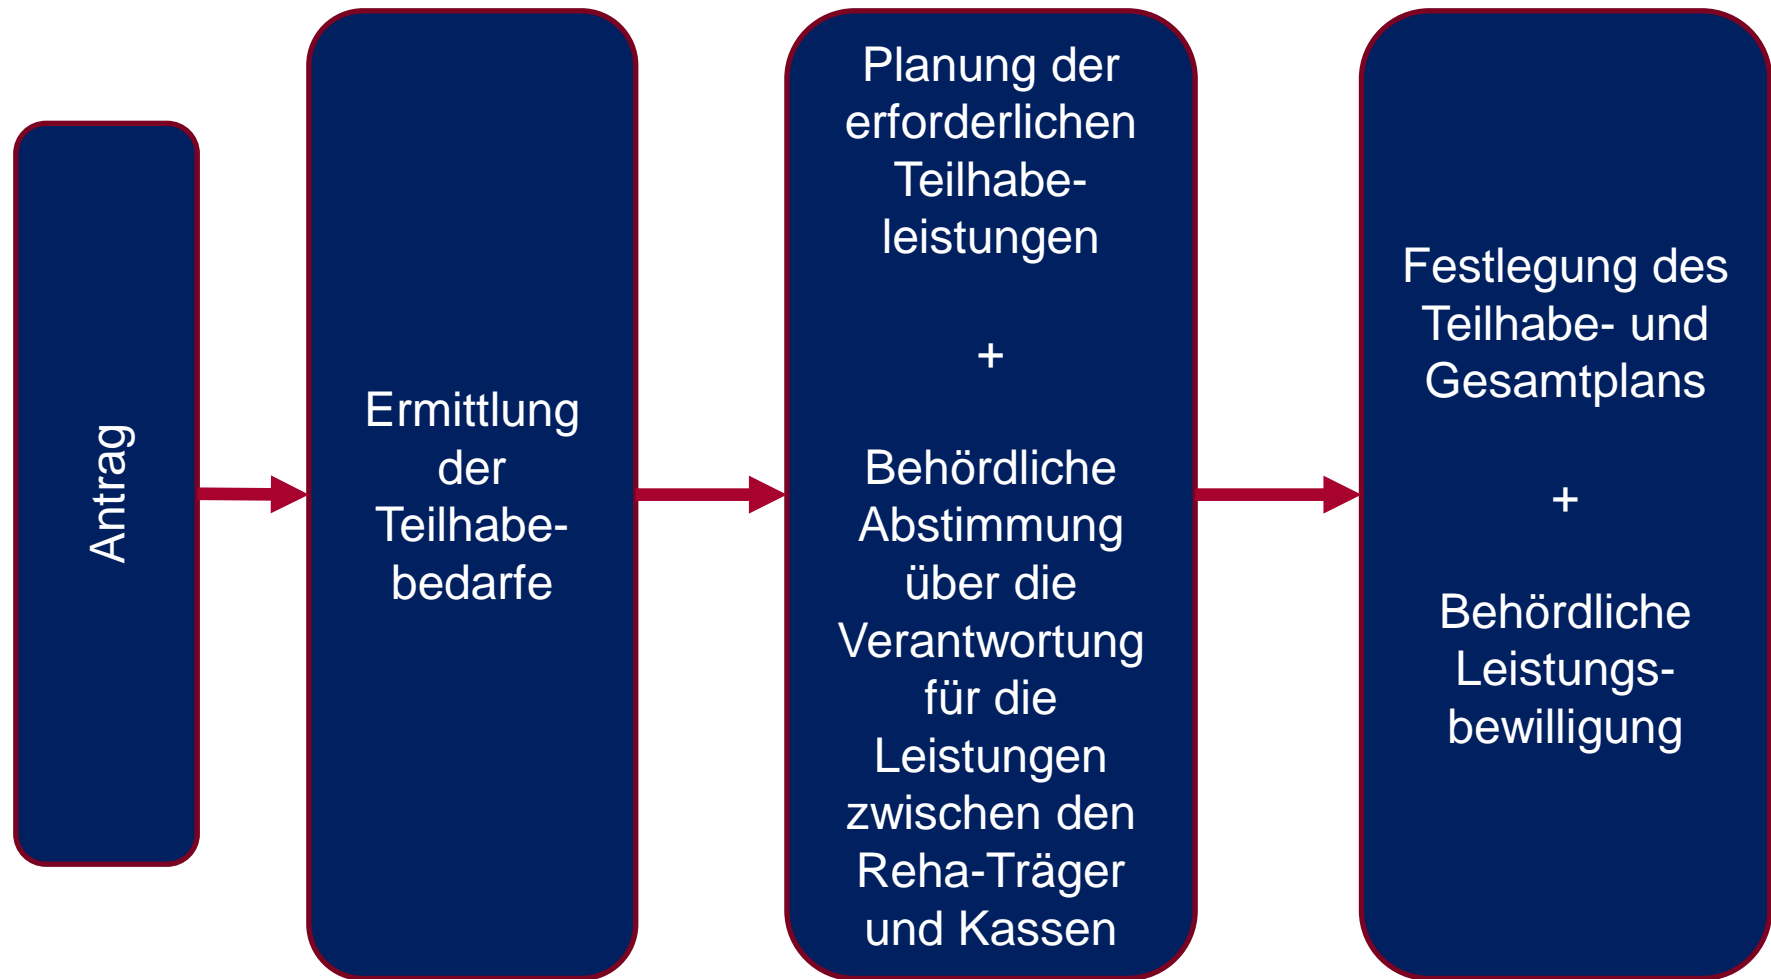 Antrag
Ermittlung
der
Teilhabe-
bedarfe
Planung der
erforderlichen
Teilhabe-
leistungen
+
Behördliche
Abstimmung
über die
Verantwortung
für die
Leistungen
zwischen den
Reha-Träger
und Kassen
Festlegung des
Teilhabe- und
Gesamtplans
+
Behördliche
Leistungs-
bewilligung